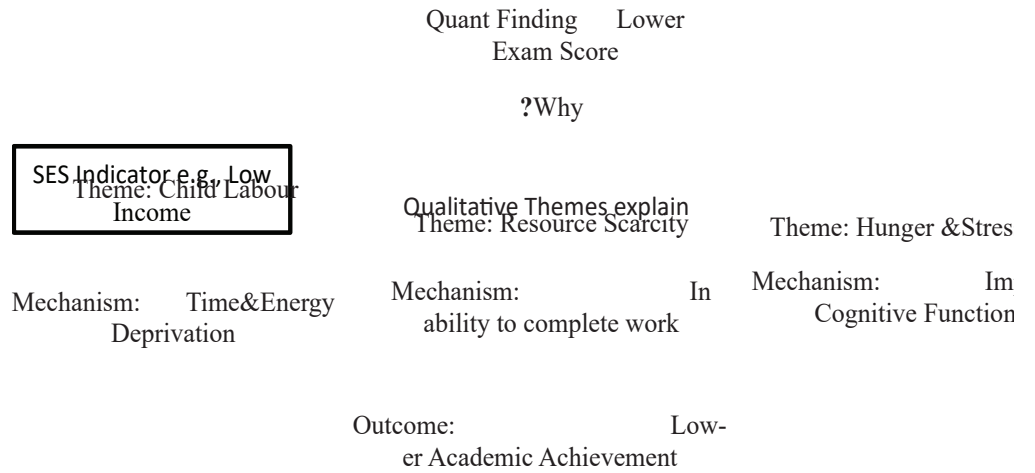 Quant Finding Lower
Exam Score
?Why
SES Indicator e.g., Low
Income
Theme: Child Labour
Qualitative Themes explain
Theme: Resource Scarcity
Theme: Hunger &Stres
Mechanism: Time&Energy
Deprivation
Mechanism: In
ability to complete work
Mechanism: Im
Cognitive Function
Outcome: Low-
er Academic Achievement